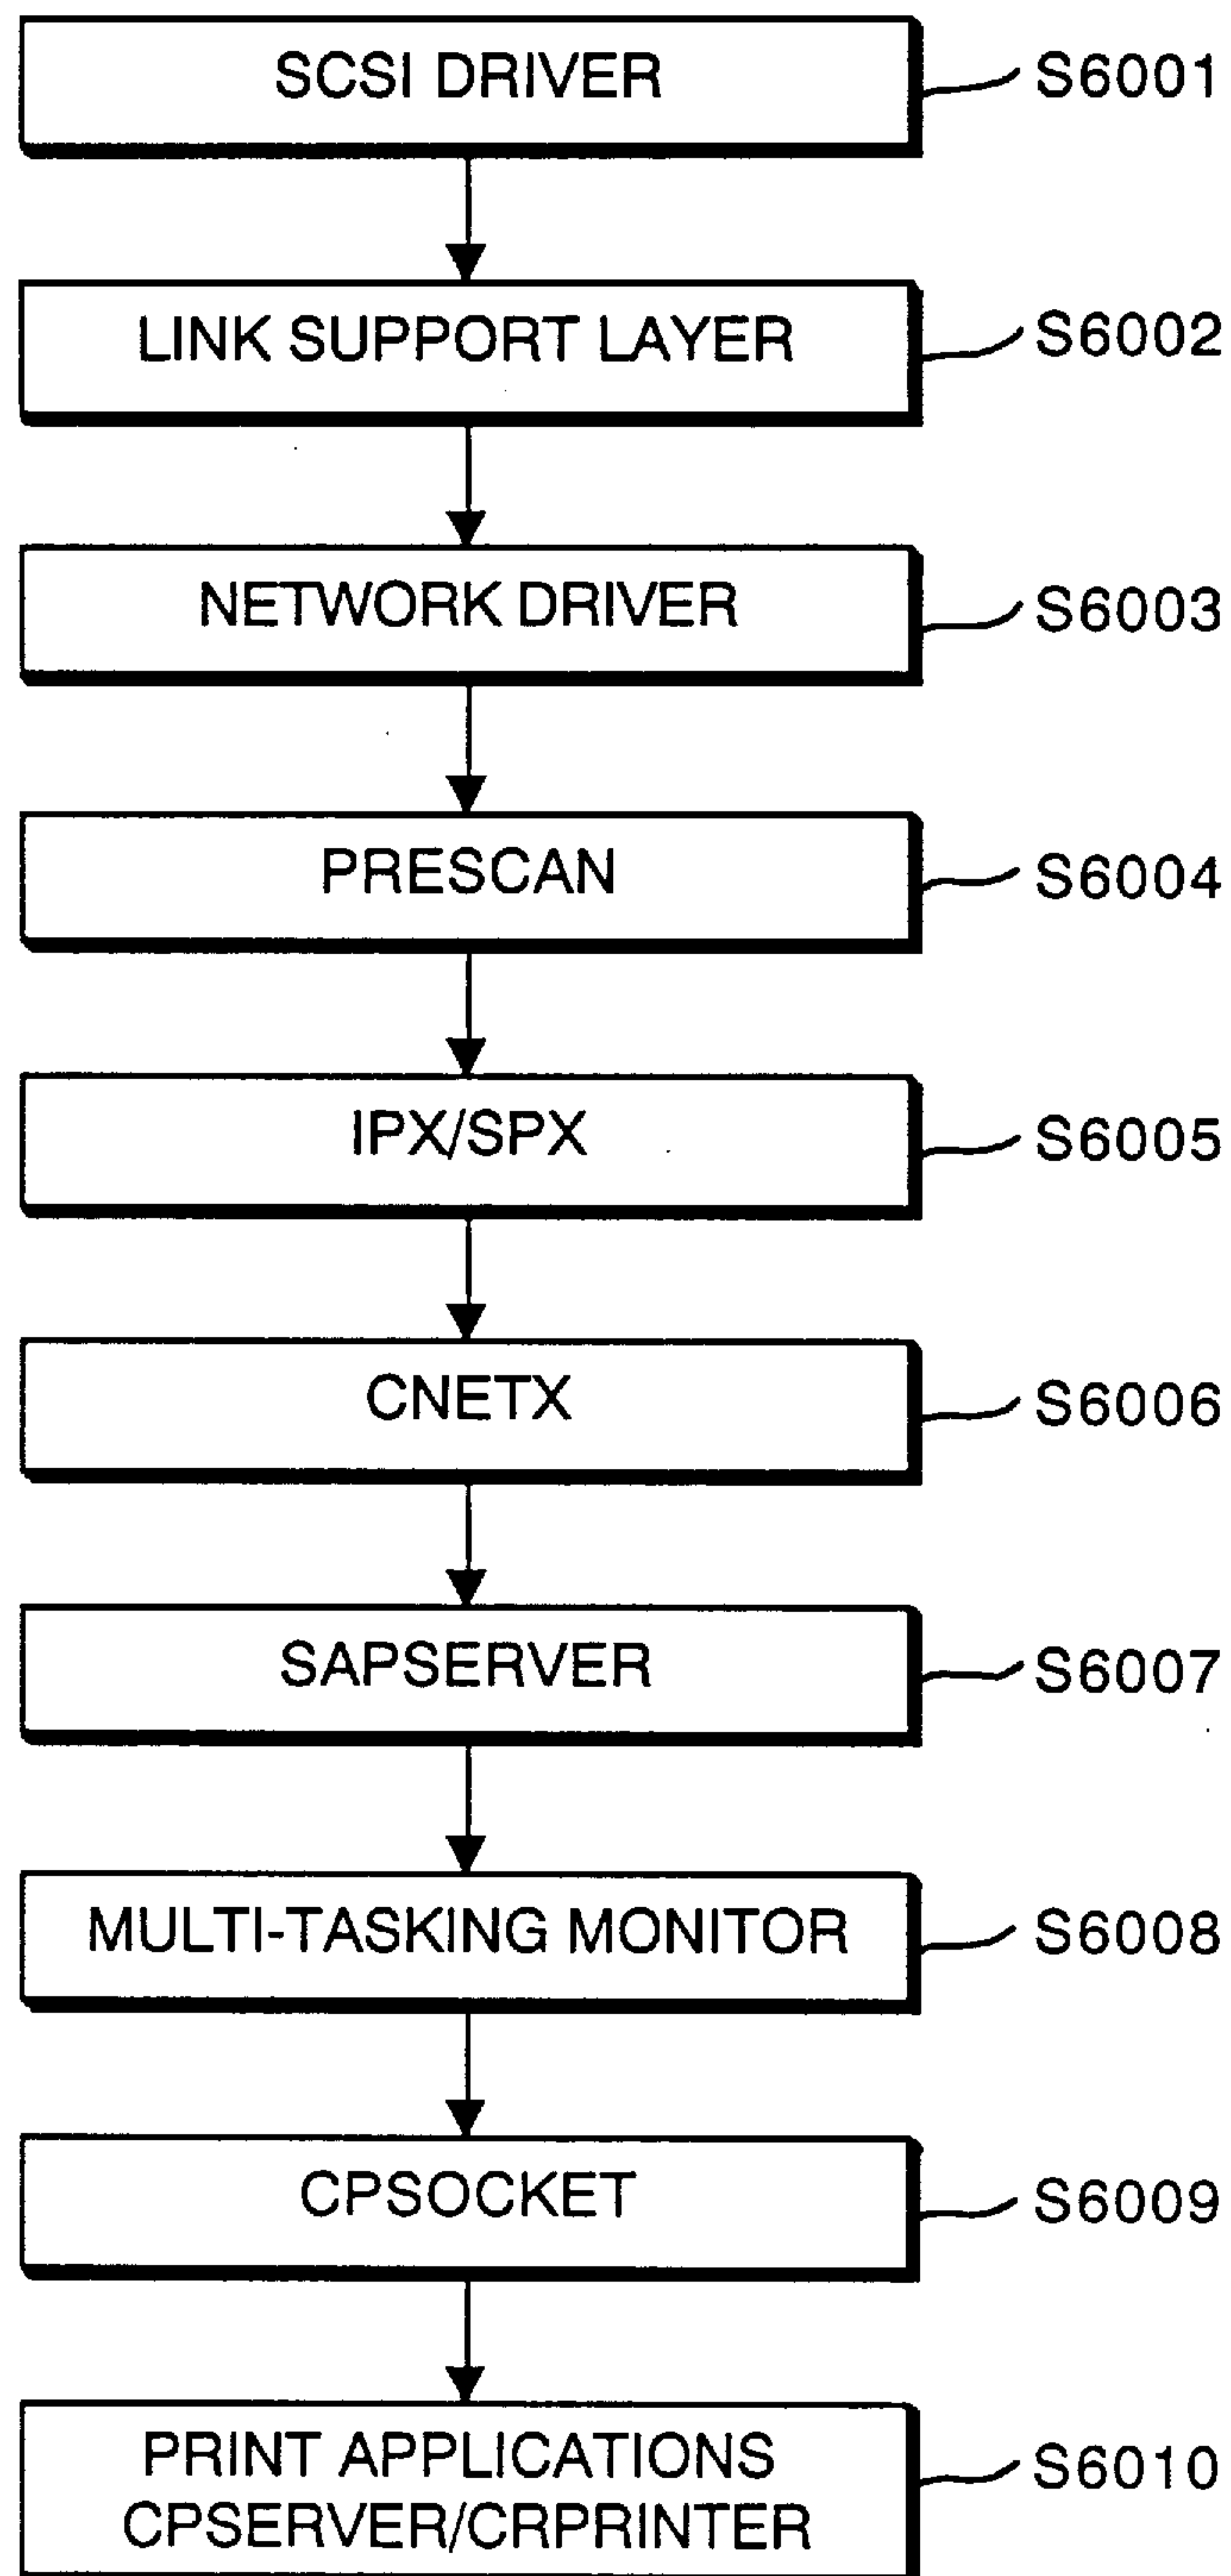 SCSI DRIVER
S6001
LINK SUPPORT LAYER
S6002
NETWORK DRIVER
S6003
PRESCAN
S6004
IPX/SPX
S6005
CNETX
S6006
SAPSERVER
S6007
MULTI-TASKING MONITOR
S6008
CPSOCKET
S6009
PRINT APPLICATIONS
CPSERVER/CRPRINTER
S6010